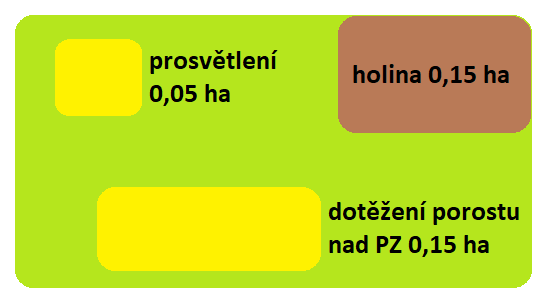 prosvětlení
0,05 ha
holina 0,15 ha
dotěžení porostu
nad PZ 0,15 ha